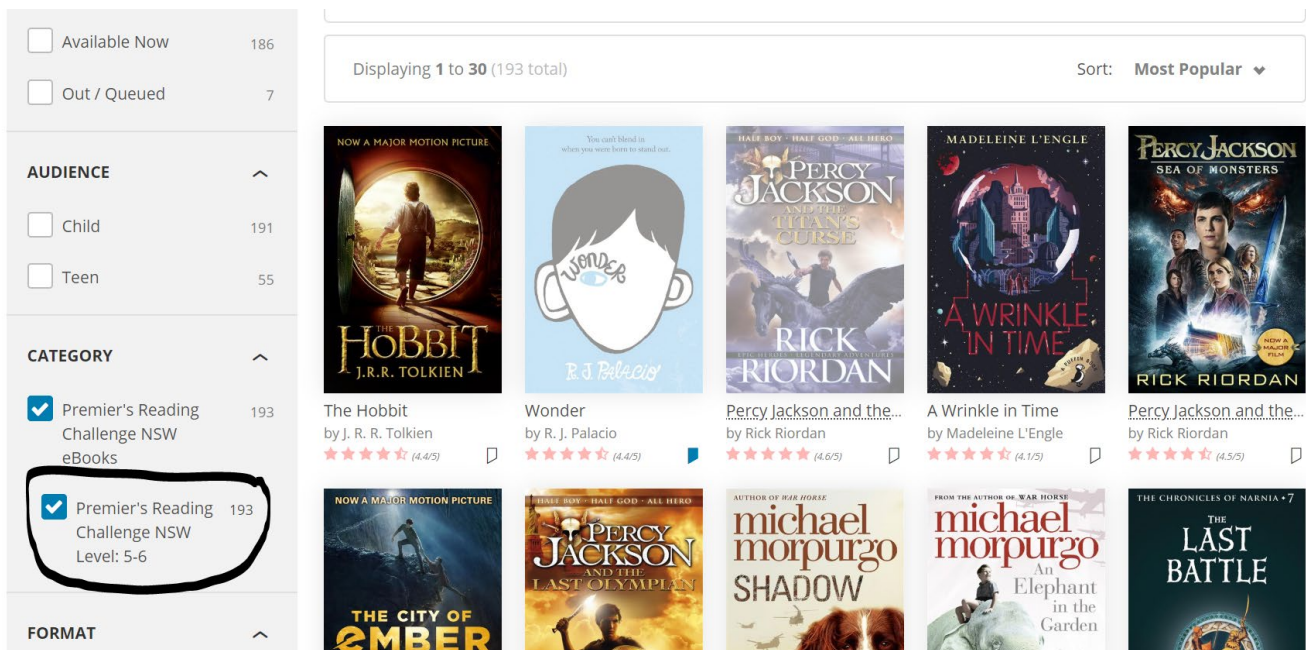 Available Now 186
Out / Queued 7
AUDIENCE
Child 191
Teen 55
CATEGORY
Premier's Reading 193
Challenge NSW
eBooks
Premier's Reading 193
Challenge NSW
Level: 5-6
FORMAT
Displaying 1 to 30 (193 total)
Sort: Most Popular
NOW A MAJOR MOTION PICTURE
THE
HOBBIT
J.R.R. TOLKIEN
The Hobbit
by J. R. R. Tolkien
(4.4/5)
You can't blend in
when you were born to stand out.
WONDER
R. J. Palacio
Wonder
by R. J. Palacio
(4.4/5)
HALF BOY · HALF GOD · ALL HERO
PERCY
JACKSON
AND THE
TITAN'S
CURSE
RICK
EPIC HEROES · LEGENDARY ADVENTURES
RIORDAN
Percy Jackson and the...
by Rick Riordan
(4.6/5)
MADELEINE L'ENGLE
A WRINKLE
IN TIME
A PUFFIN BOOK
A Wrinkle in Time
by Madeleine L'Engle
(4.1/5)
PERCY JACKSON
SEA OF MONSTERS
NOW A
MAJOR
FILM
RICK RIORDAN
Percy Jackson and the...
by Rick Riordan
(4.5/5)
NOW A MAJOR MOTION PICTURE
THE CITY OF
EMBER
HALF BOY · HALF GOD · ALL HERO
PERCY
JACKSON
AND THE
LAST OLYMPIAN
AUTHOR OF WAR HORSE
michael
morpurgo
SHADOW
FROM THE AUTHOR OF WAR HORSE
michael
morpurgo
An
Elephant
in the
Garden
THE CHRONICLES OF NARNIA • 7
THE
LAST
BATTLE